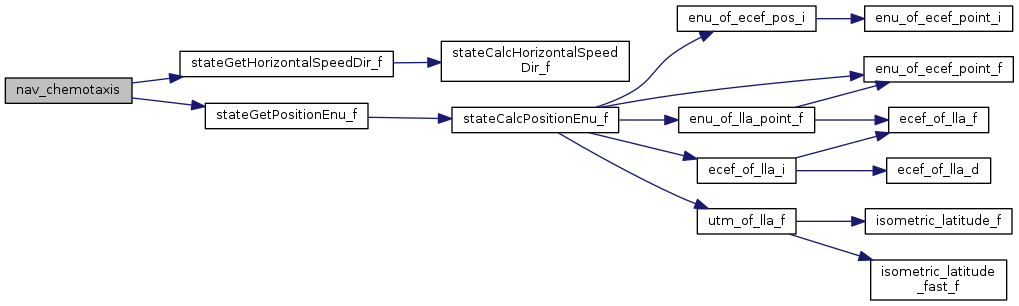 nav_chemotaxis
stateGetHorizontalSpeedDir_f
stateCalcHorizontalSpeed
Dir_f
stateGetPositionEnu_f
stateCalcPositionEnu_f
enu_of_ecef_pos_i
enu_of_ecef_point_i
enu_of_ecef_point_f
enu_of_lla_point_f
ecef_of_lla_f
ecef_of_lla_i
ecef_of_lla_d
utm_of_lla_f
isometric_latitude_f
isometric_latitude
_fast_f